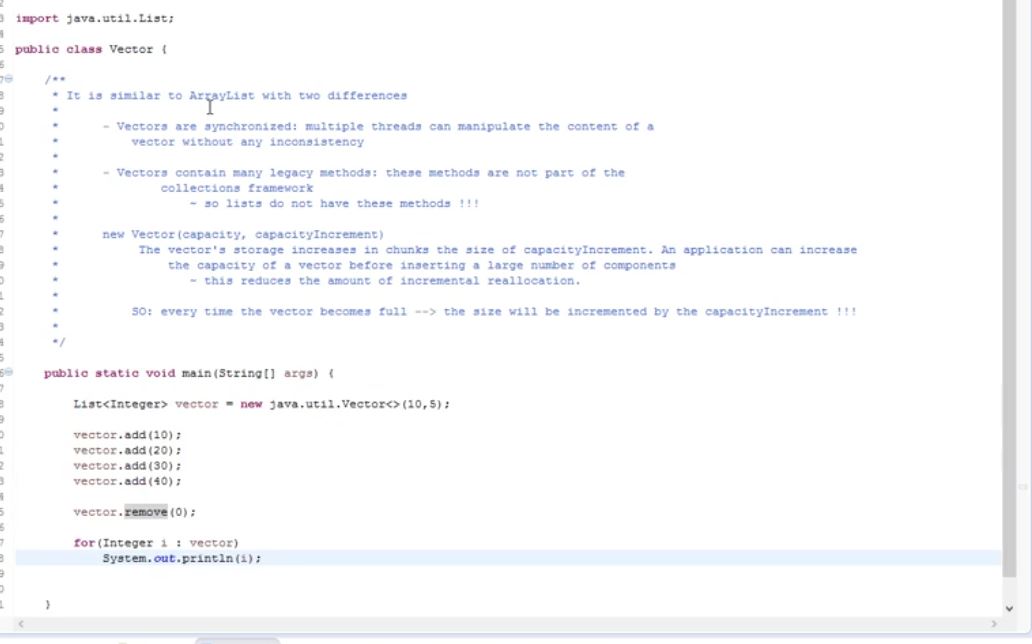 import java.util.List;
public class Vector {
/**
* It is similar to ArrayList with two differences
*
* - Vectors are synchronized: multiple threads can manipulate the content of a
* vector without any inconsistency
*
* - Vectors contain many legacy methods: these methods are not part of the
* collections framework
* ~ so lists do not have these methods !!!
*
* new Vector(capacity, capacityIncrement)
* The vector's storage increases in chunks the size of capacityIncrement. An application can increase
* the capacity of a vector before inserting a large number of components
* ~ this reduces the amount of incremental reallocation.
*
* SO: every time the vector becomes full --> the size will be incremented by the capacityIncrement !!!
*
*/
public static void main(String[] args) {
List<Integer> vector = new java.util.Vector<>(10,5);
vector.add(10);
vector.add(20);
vector.add(30);
vector.add(40);
vector.remove(0);
for(Integer i : vector)
System.out.println(i);
}